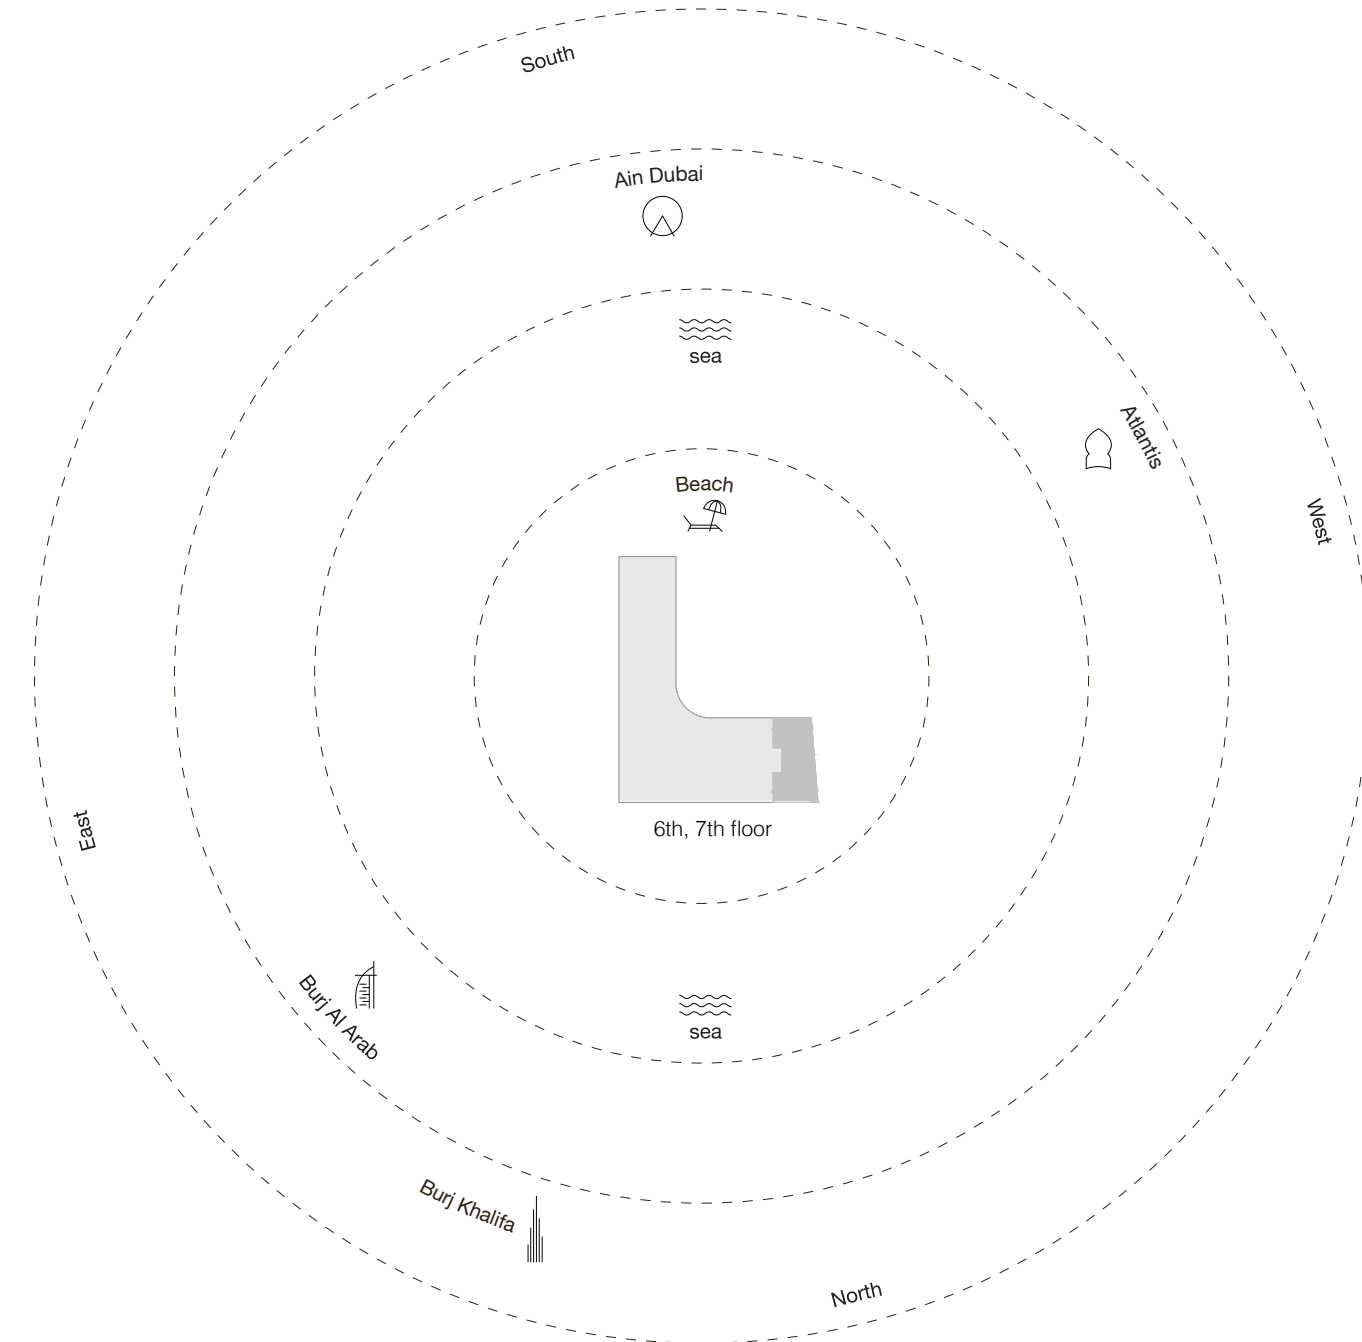 South
Ain Dubai
sea
Atlantis
Beach
West
East
6th, 7th floor
Burj Al Arab
sea
Burj Khalifa
North